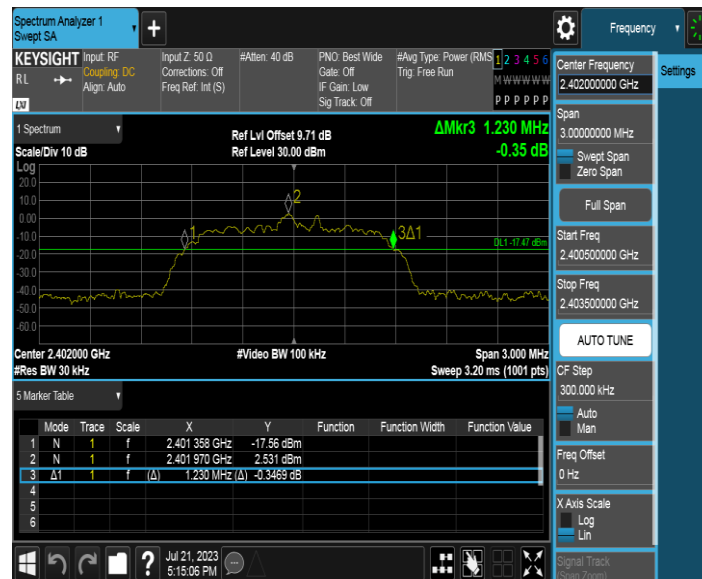 Spectrum Analyzer 1
Swept SA
Frequency
Settings
KEYSIGHT
RL
LXI
Input: RF
Coupling: DC
Align: Auto
Input Z: 50 Ω
Corrections: Off
Freq Ref: Int (S)
#Atten: 40 dB
PNO: Best Wide
Gate: Off
IF Gain: Low
Sig Track: Off
#Avg Type: Power (RMS
Trig: Free Run
1 2 3 4 5 6
M W W W W W
P P P P P P
1 Spectrum
Scale/Div 10 dB
Ref Lvl Offset 9.71 dB
Ref Level 30.00 dBm
ΔMkr3 1.230 MHz
-0.35 dB
Log
20.0
10.0
0.00
-10.0
-20.0
-30.0
-40.0
-50.0
-60.0
1
2
3Δ1
DL1 -17.47 dBm
Center 2.402000 GHz
#Video BW 100 kHz
Span 3.000 MHz
#Res BW 30 kHz
Sweep 3.20 ms (1001 pts)
5 Marker Table
Mode Trace Scale X Y Function Function Width Function Value
1 N 1 f 2.401 358 GHz -17.56 dBm
2 N 1 f 2.401 970 GHz 2.531 dBm
3 Δ1 1 f (Δ) 1.230 MHz (Δ) -0.3469 dB
4
5
6
Center Frequency
2.402000000 GHz
Span
3.00000000 MHz
Swept Span
Zero Span
Full Span
Start Freq
2.400500000 GHz
Stop Freq
2.403500000 GHz
AUTO TUNE
CF Step
300.000 kHz
Auto
Man
Freq Offset
0 Hz
X Axis Scale
Log
Lin
Signal Track
(Span Zoom)
?
Jul 21, 2023
5:15:06 PM